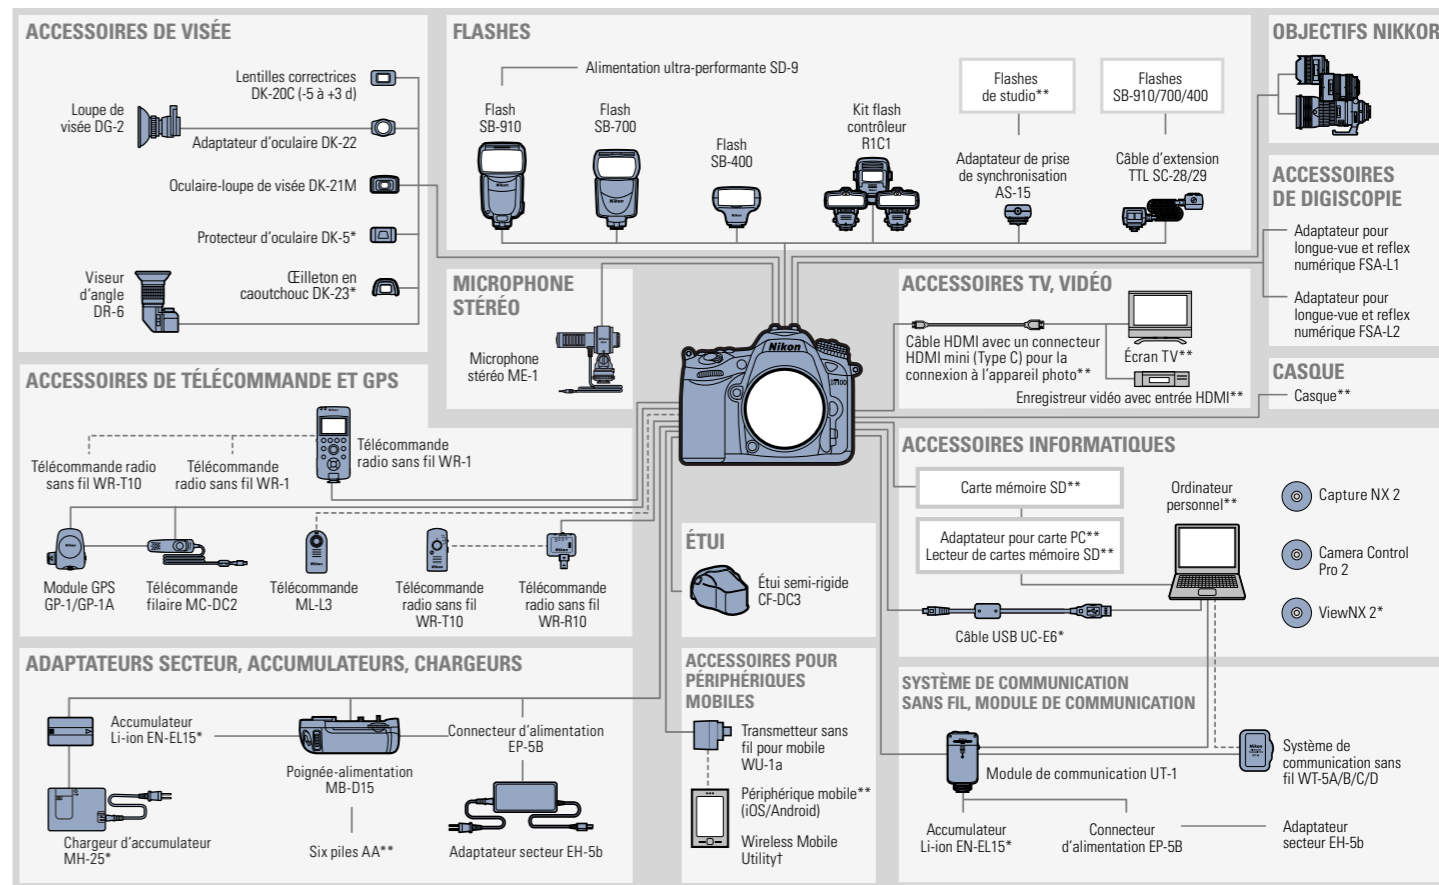 ACCESSOIRES DE VISÉE
Lentilles correctrices
DK-20C (-5 à +3 d)
Loupe de
visée DG-2
Adaptateur d'oculaire DK-22
Oculaire-loupe de visée DK-21M
Protecteur d'oculaire DK-5*
Viseur
d'angle
DR-6
Œilleton en
caoutchouc DK-23*
FLASHES
Alimentation ultra-performante SD-9
Flash
SB-910
Flash
SB-700
Flash
SB-400
Kit flash
contrôleur
R1C1
Flashes
de studio**
Adaptateur de prise
de synchronisation
AS-15
Flashes
SB-910/700/400
Câble d'extension
TTL SC-28/29
OBJECTIFS NIKKOR
ACCESSOIRES
DE DIGISCOPIE
Adaptateur pour
longue-vue et reflex
numérique FSA-L1
Adaptateur pour
longue-vue et reflex
numérique FSA-L2
MICROPHONE
STÉRÉO
Microphone
stéréo ME-1
Nikon
D7100
ACCESSOIRES TV, VIDÉO
Câble HDMI avec un connecteur
HDMI mini (Type C) pour la
connexion à l'appareil photo**
Écran TV**
Enregistreur vidéo avec entrée HDMI**
CASQUE
Casque**
ACCESSOIRES DE TÉLÉCOMMANDE ET GPS
Télécommande radio
sans fil WR-T10
Télécommande
radio sans fil WR-1
Télécommande
radio sans fil WR-1
Module GPS
GP-1/GP-1A
Télécommande
filaire MC-DC2
Télécommande
ML-L3
Télécommande
radio sans fil
WR-T10
Télécommande
radio sans fil
WR-R10
ÉTUI
Étui semi-rigide
CF-DC3
ACCESSOIRES INFORMATIQUES
Carte mémoire SD**
Adaptateur pour carte PC**
Lecteur de cartes mémoire SD**
Ordinateur
personnel**
Capture NX 2
Camera Control
Pro 2
ViewNX 2*
Câble USB UC-E6*
ADAPTATEURS SECTEUR, ACCUMULATEURS, CHARGEURS
Accumulateur
Li-ion EN-EL15*
Poignée-alimentation
MB-D15
Connecteur d'alimentation
EP-5B
Chargeur d'accumulateur
MH-25*
Six piles AA**
Adaptateur secteur EH-5b
ACCESSOIRES POUR
PÉRIPHÉRIQUES
MOBILES
Transmetteur sans
fil pour mobile
WU-1a
Périphérique mobile**
(iOS/Android)
Wireless Mobile
Utility†
SYSTÈME DE COMMUNICATION
SANS FIL, MODULE DE COMMUNICATION
Module de communication UT-1
Système de
communication sans
fil WT-5A/B/C/D
Accumulateur
Li-ion EN-EL15*
Connecteur
d'alimentation EP-5B
Adaptateur
secteur EH-5b